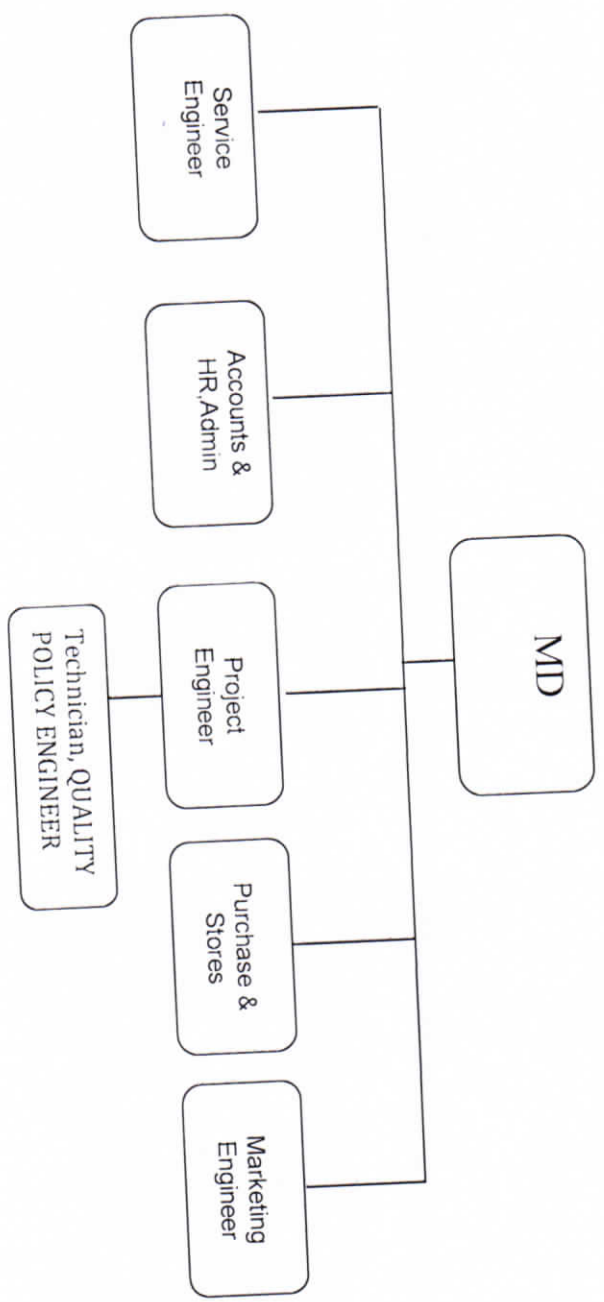 MD
Service
Engineer
Accounts &
HR,Admin
Project
Engineer
Purchase &
Stores
Marketing
Engineer
Technician, QUALITY
POLICY ENGINEER